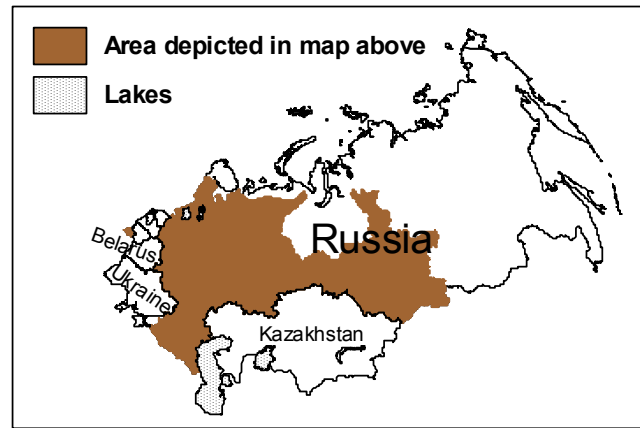 Area depicted in map above
Lakes
Russia
Belarus
Ukraine
Kazakhstan